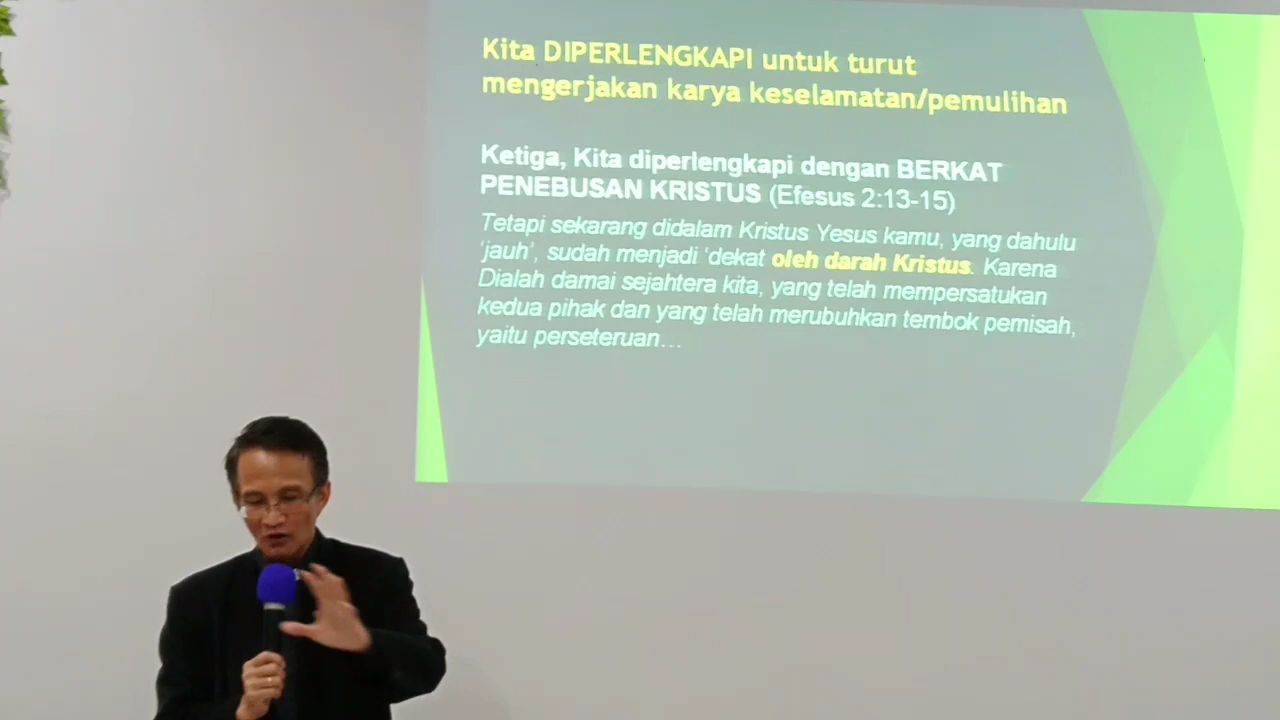 Kita DIPERLENGKAPI untuk turut
mengerjakan karya keselamatan/pemulihan
Ketiga, Kita diperlengkapi dengan BERKAT
PENEBUSAN KRISTUS (Efesus 2:13-15)
Tetapi sekarang didalam Kristus Yesus kamu, yang dahulu
'jauh', sudah menjadi 'dekat oleh darah Kristus. Karena
Dialah damai sejahtera kita, yang telah mempersatukan
kedua pihak dan yang telah merubuhkan tembok pemisah,
yaitu perseteruan…